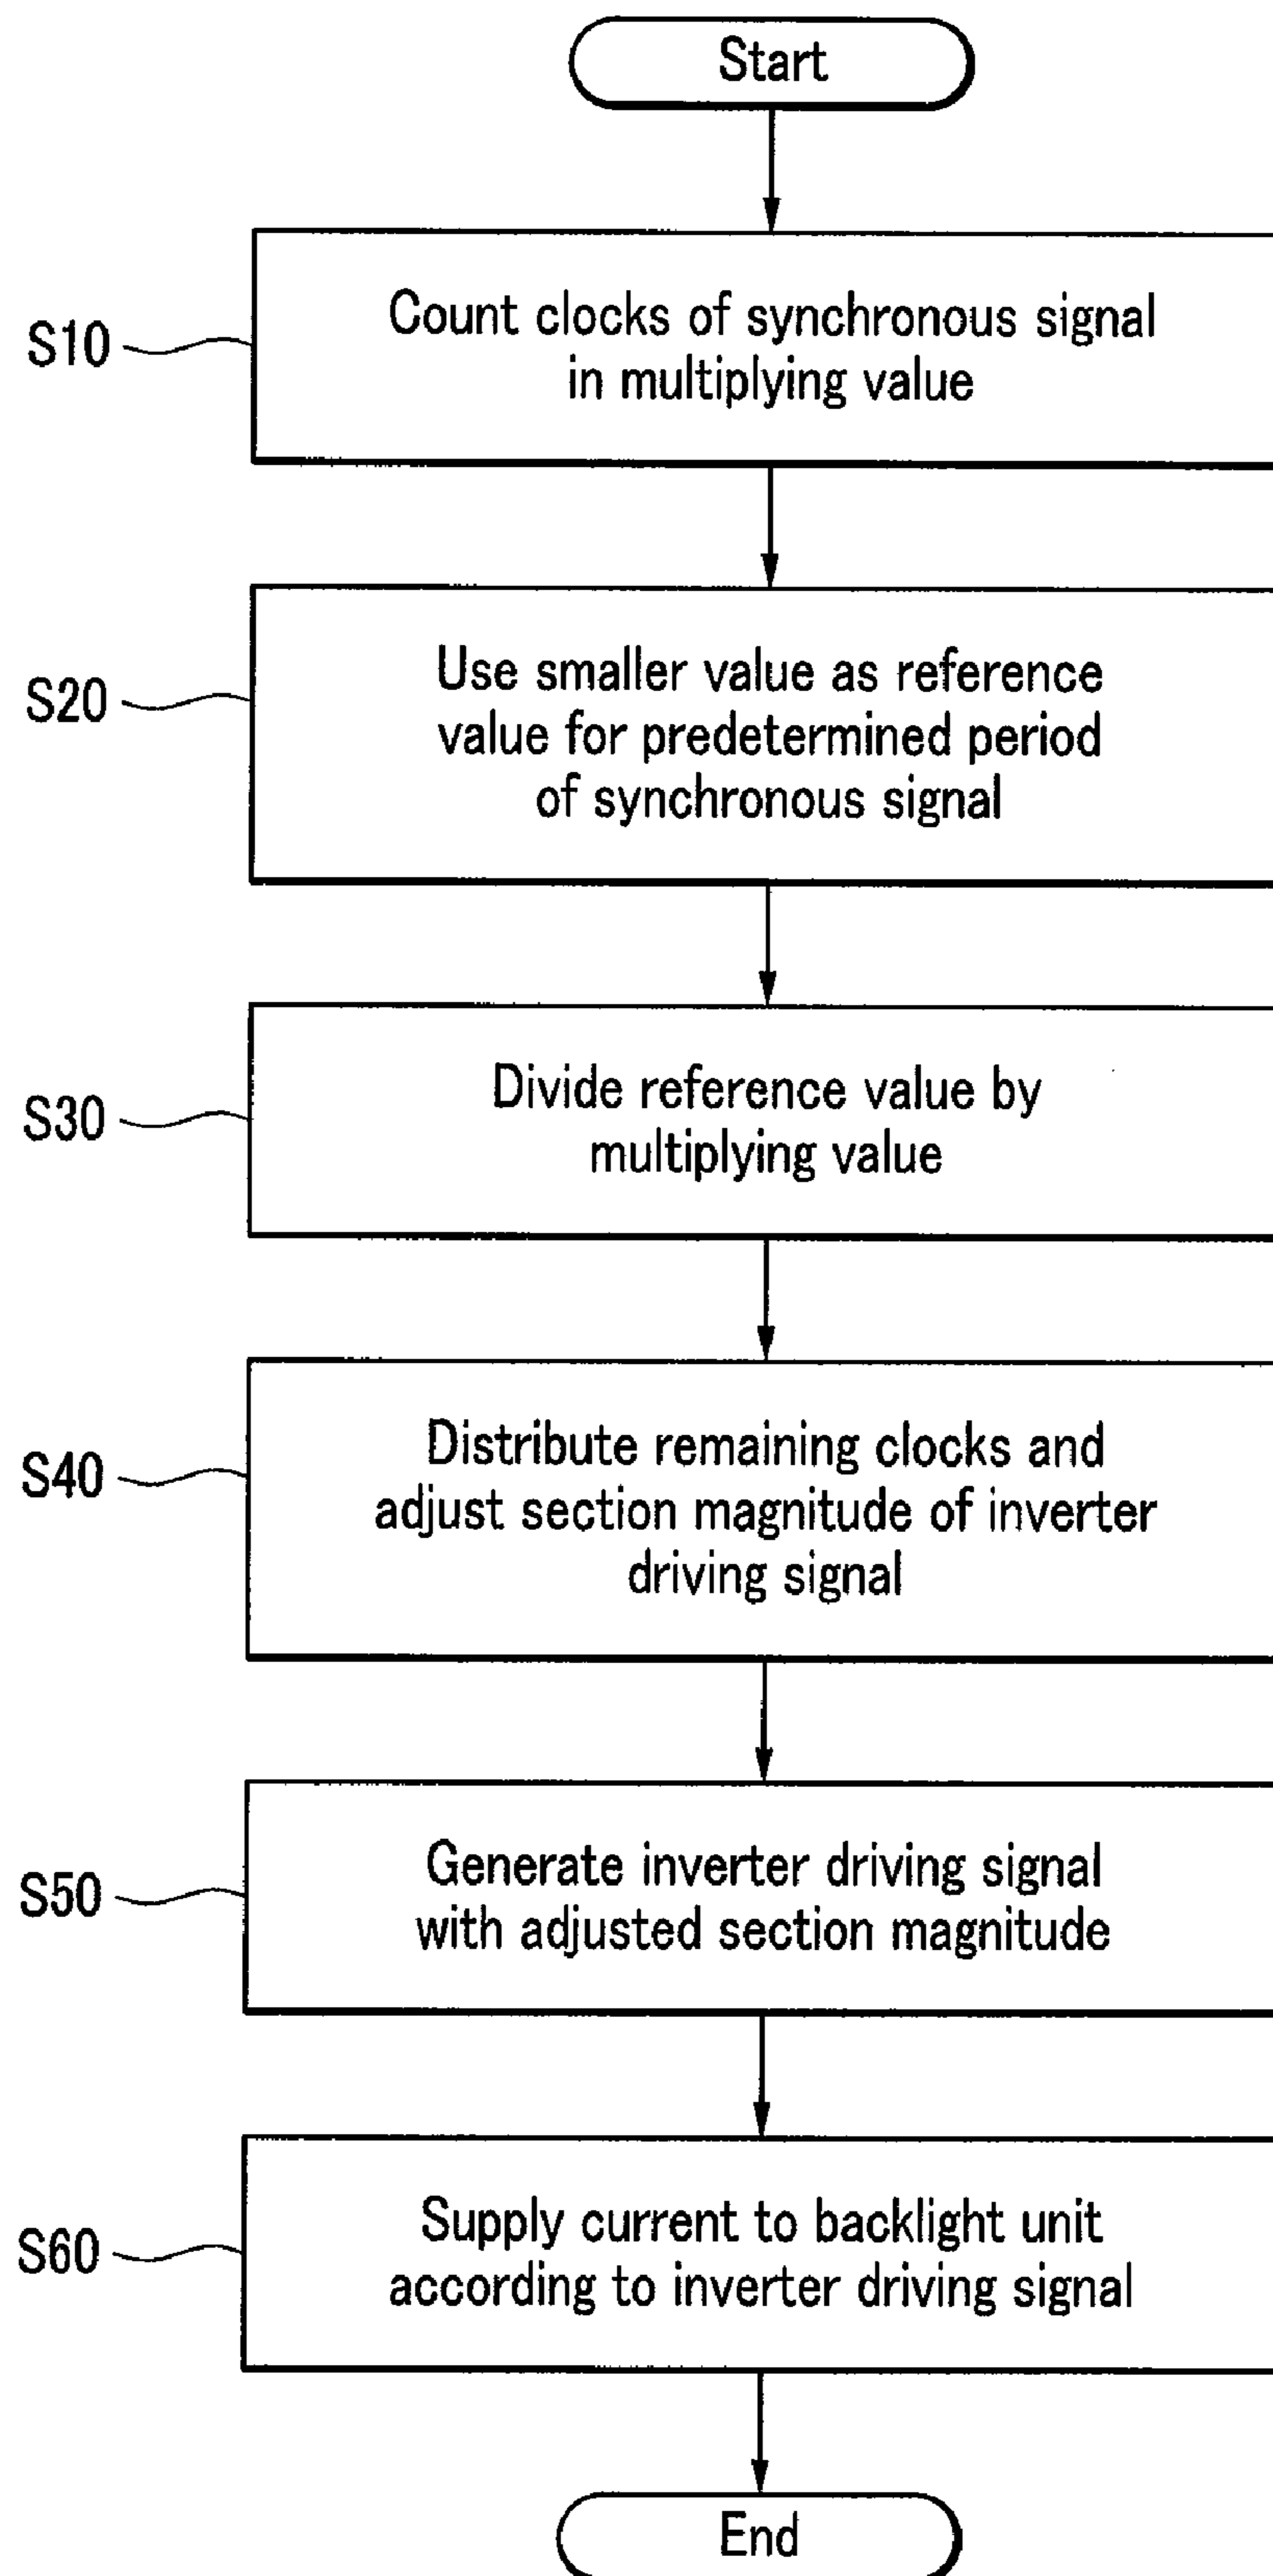 Start
S10
Count clocks of synchronous signal
in multiplying value
S20
Use smaller value as reference
value for predetermined period
of synchronous signal
S30
Divide reference value by
multiplying value
S40
Distribute remaining clocks and
adjust section magnitude of inverter
driving signal
S50
Generate inverter driving signal
with adjusted section magnitude
S60
Supply current to backlight unit
according to inverter driving signal
End